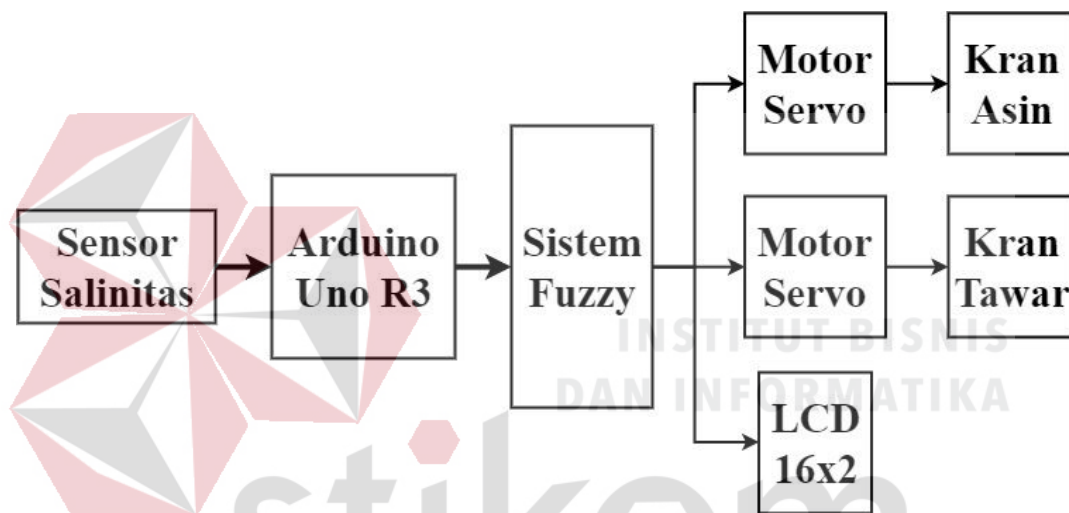 Sensor
Salinitas
Arduino
Uno R3
Sistem
Fuzzy
Motor
Servo
Kran
Asin
Motor
Servo
Kran
Tawar
LCD
16x2
INSTITUT BISNIS
DAN INFORMATIKA
stikom